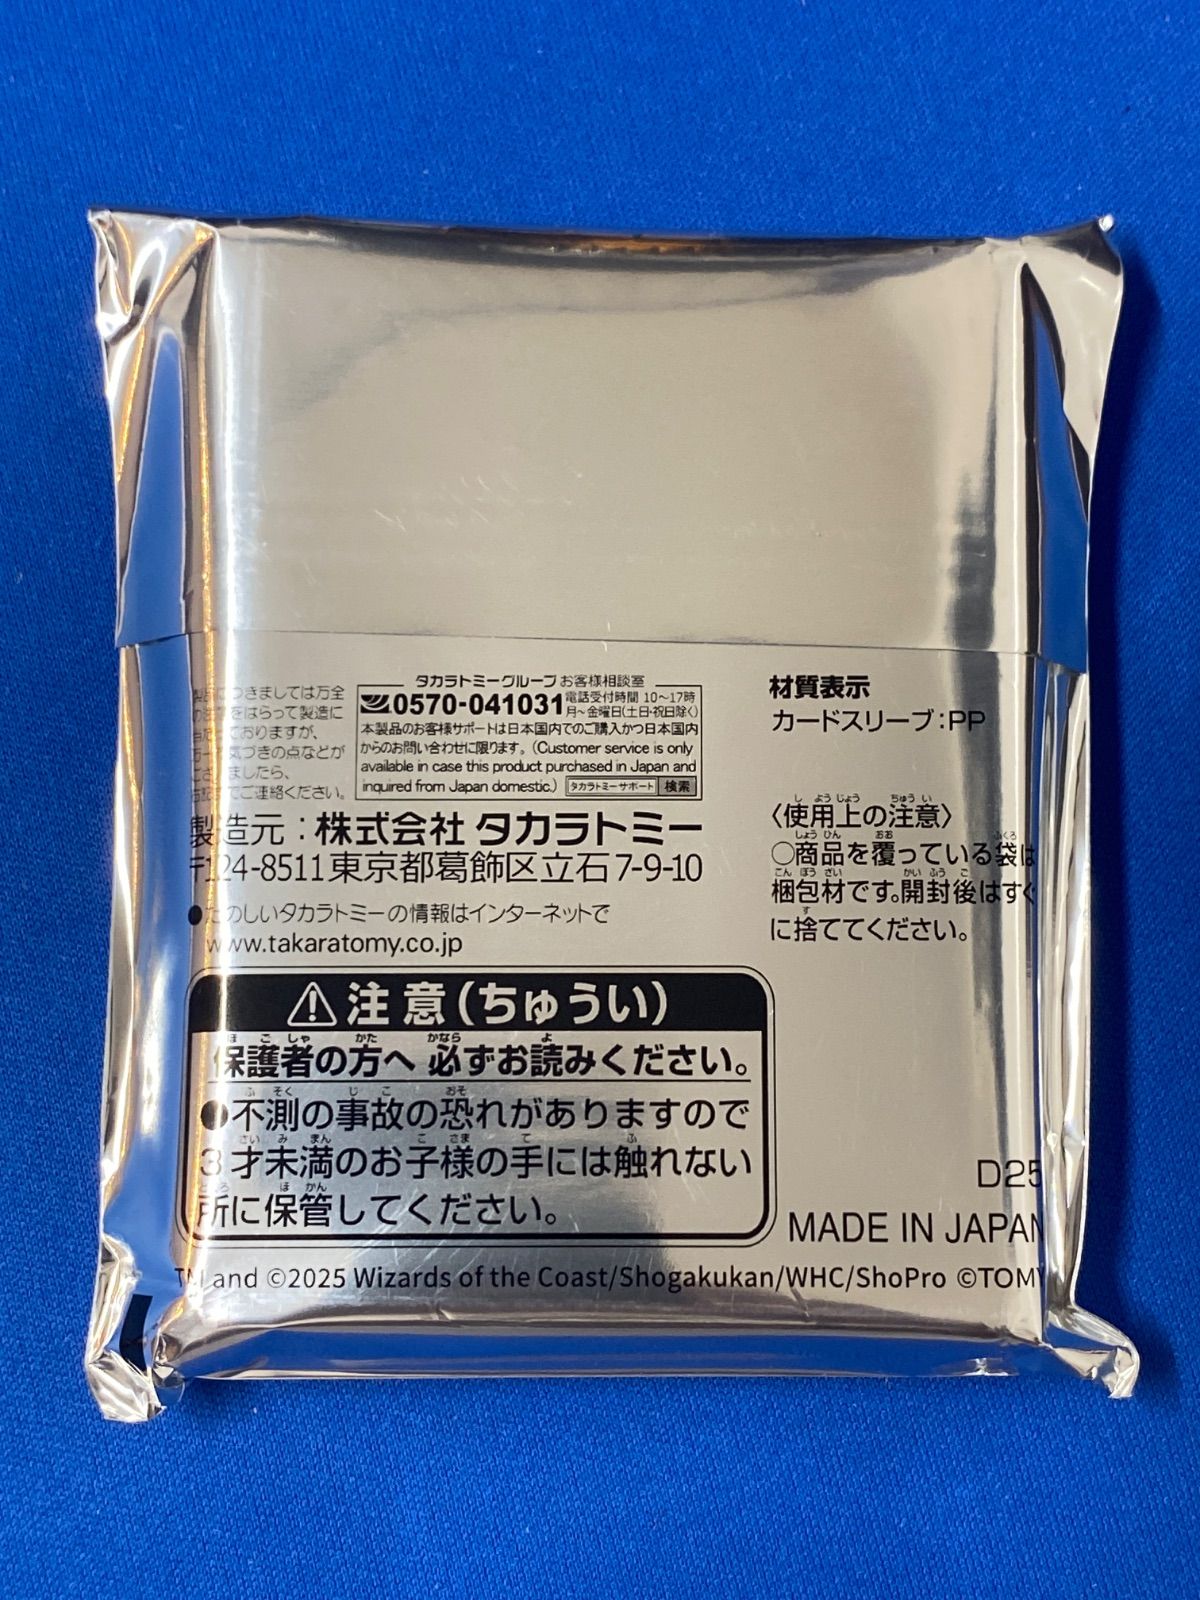 タカラトミーグループお客様相談室
0570-041031 電話受付時間 10～17時
月～金曜日(土日・祝日除く)
本製品のお客様サポートは日本国内でのご購入かつ日本国内
からのお問い合わせに限ります。(Customer service is only
available in case this product purchased in Japan and
inquired from Japan domestic.) タカラトミーサポート 検索
つきましては万全
をはらって製造に
おりますが、
気づきの点などが
ましたら、
でご連絡ください。
製造元：株式会社 タカラトミー
〒124-8511 東京都葛飾区立石7-9-10
●たのしいタカラトミーの情報はインターネットで
www.takaratomy.co.jp
材質表示
カードスリーブ：PP
〈使用上の注意〉
○商品を覆っている袋は
梱包材です。開封後はすぐ
に捨ててください。
⚠注意(ちゅうい)
保護者の方へ 必ずお読みください。
●不測の事故の恐れがありますので
3才未満のお子様の手には触れない
所に保管してください。
D25
MADE IN JAPAN
TM and ©2025 Wizards of the Coast/Shogakukan/WHC/ShoPro ©TOMY